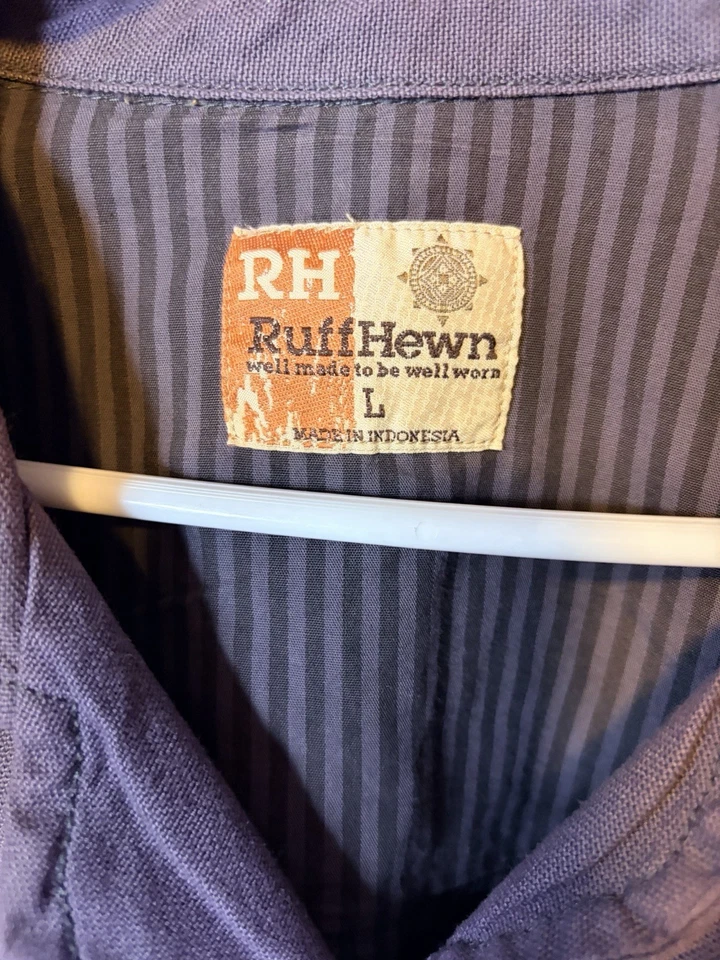 RH
RuffHewn
well made to be well worn
L
MADE IN INDONESIA